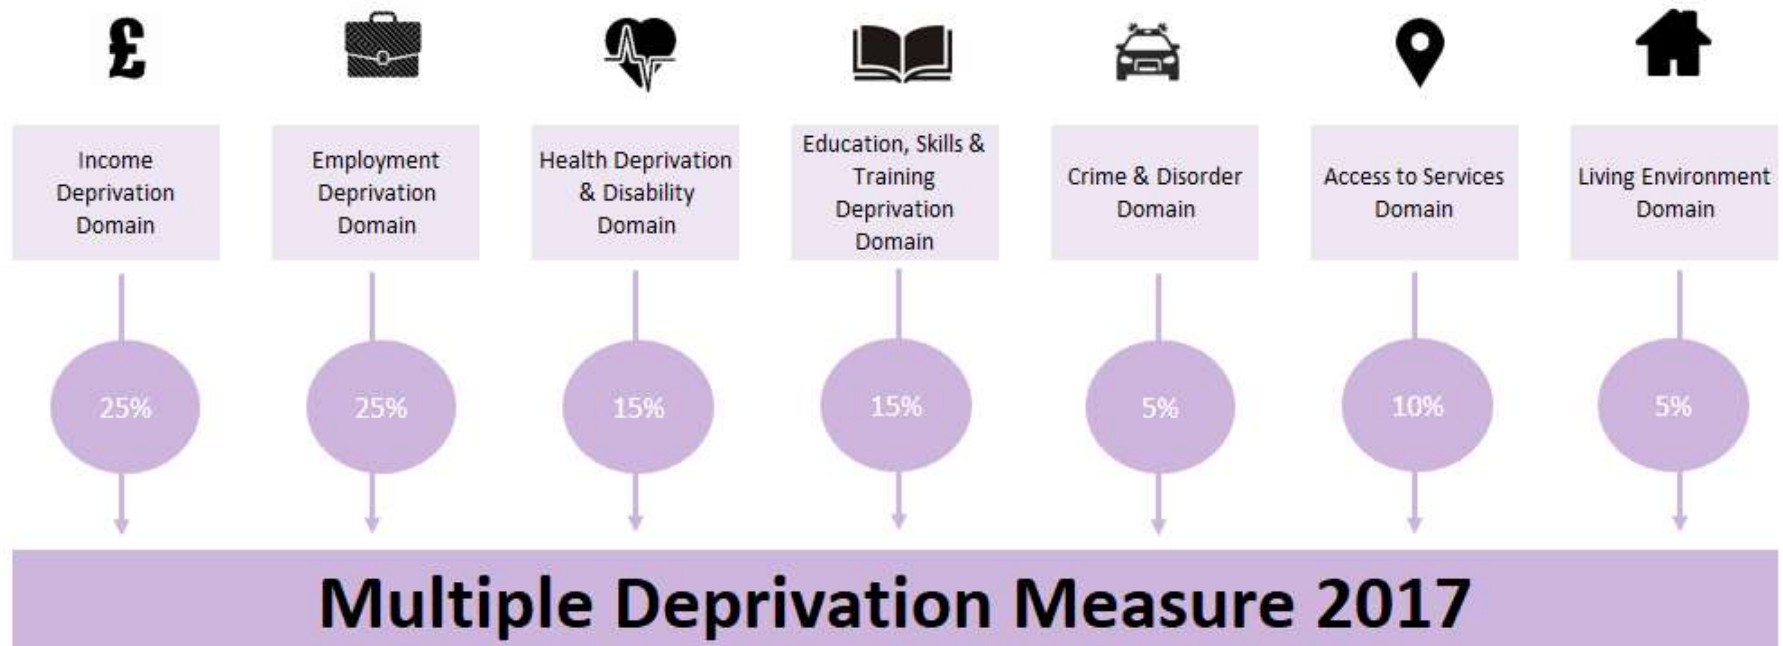 £
Income
Deprivation
Domain
Employment
Deprivation
Domain
Health Deprivation
& Disability
Domain
Education, Skills &
Training
Deprivation
Domain
Crime & Disorder
Domain
Access to Services
Domain
Living Environment
Domain
25%
25%
15%
15%
5%
10%
5%
Multiple Deprivation Measure 2017